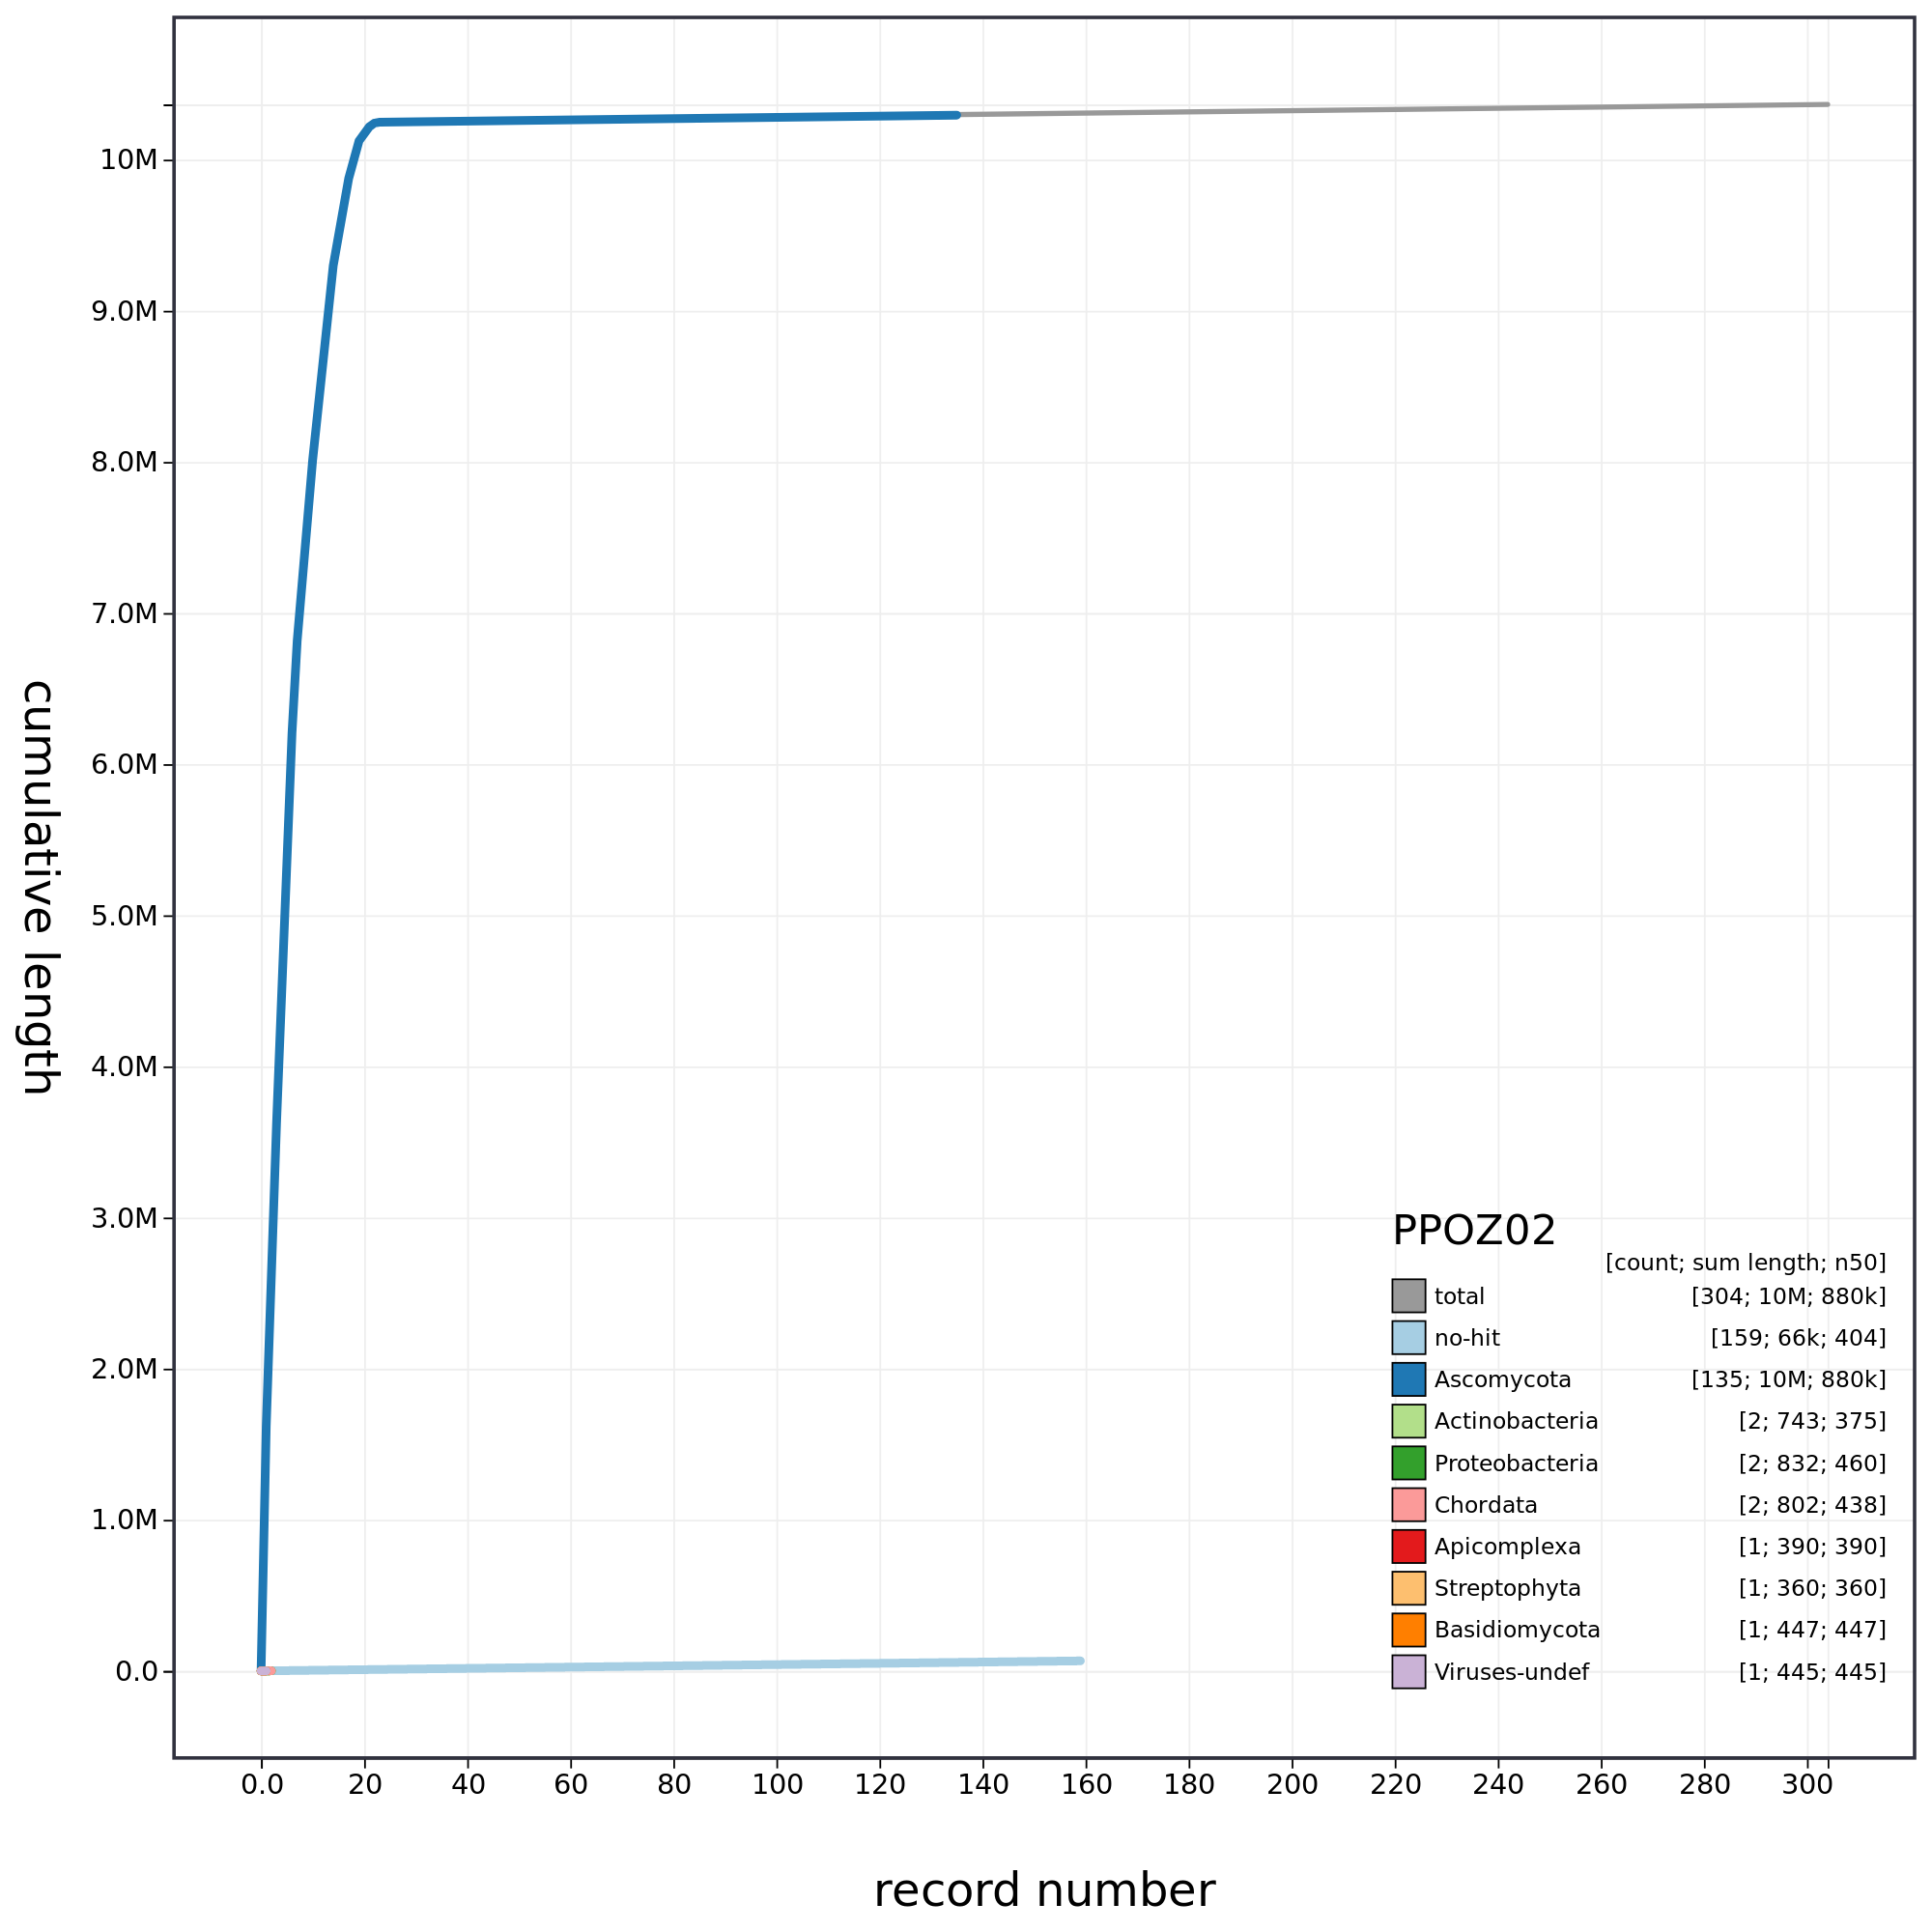 cumulative length
10M
9.0M
8.0M
7.0M
6.0M
5.0M
4.0M
3.0M
2.0M
1.0M
0.0
PPOZ02
[count; sum length; n50]
total [304; 10M; 880k]
no-hit [159; 66k; 404]
Ascomycota [135; 10M; 880k]
Actinobacteria [2; 743; 375]
Proteobacteria [2; 832; 460]
Chordata [2; 802; 438]
Apicomplexa [1; 390; 390]
Streptophyta [1; 360; 360]
Basidiomycota [1; 447; 447]
Viruses-undef [1; 445; 445]
0.0 20 40 60 80 100 120 140 160 180 200 220 240 260 280 300
record number